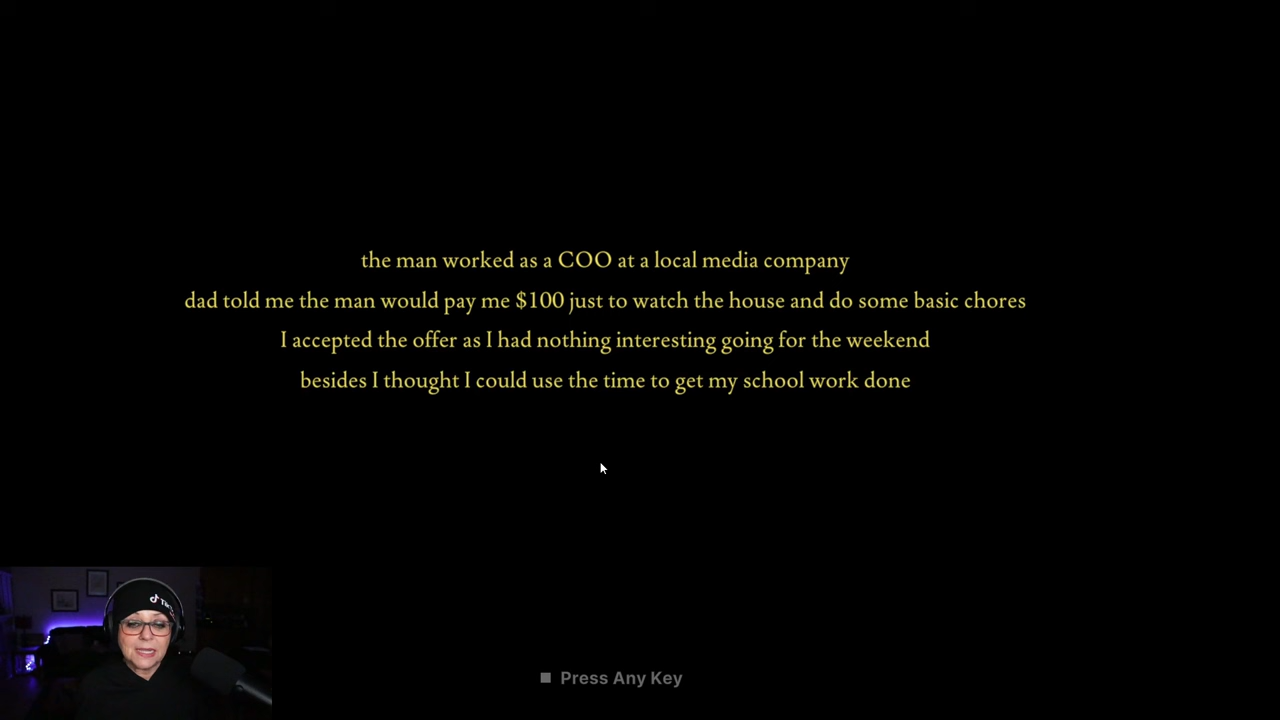 the man worked as a COO at a local media company
dad told me the man would pay me $100 just to watch the house and do some basic chores
I accepted the offer as I had nothing interesting going for the weekend
besides I thought I could use the time to get my school work done
Press Any Key